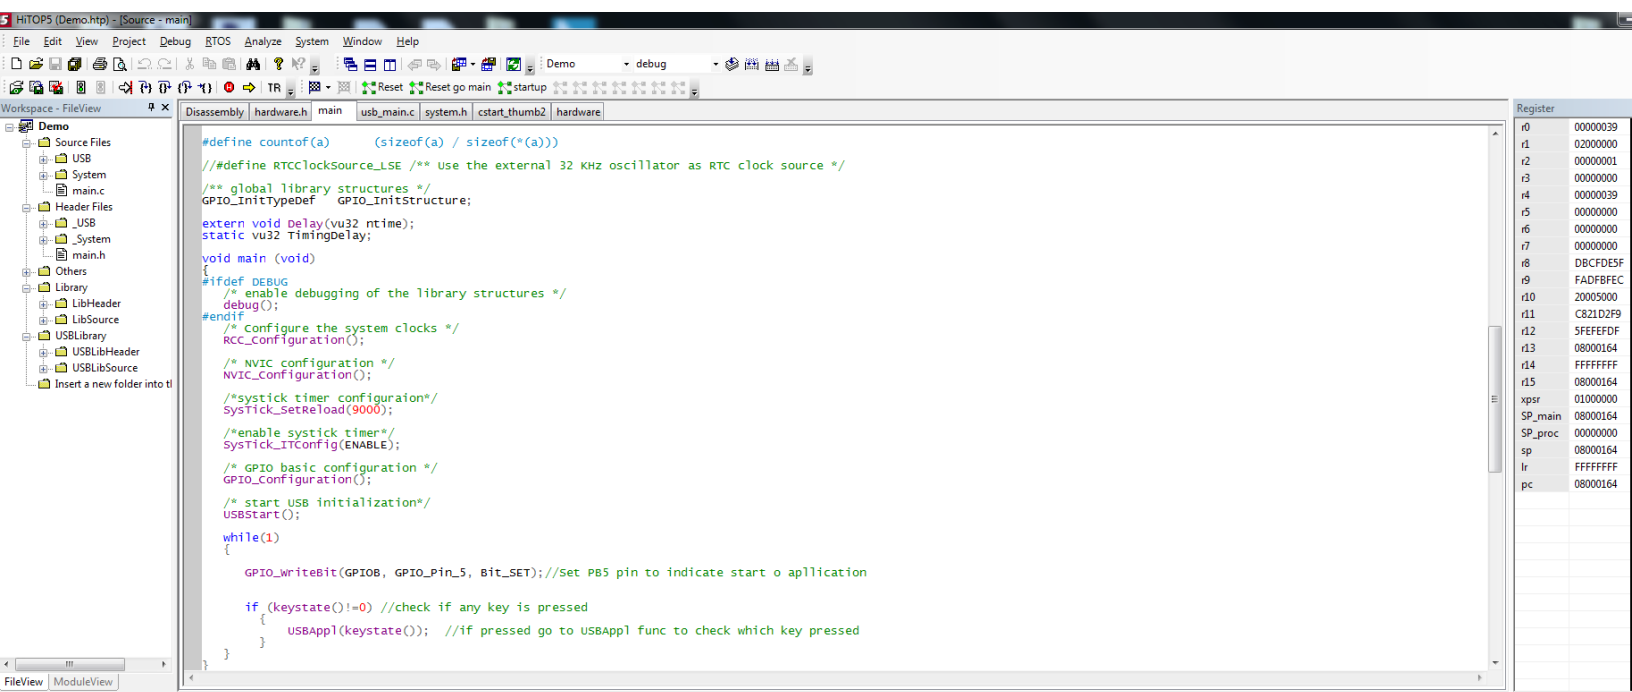 HiTOP5 (Demo.htp) - [Source - main]
File Edit View Project Debug RTOS Analyze System Window Help
Demo debug
TR Reset Reset go main startup
Workspace - FileView
Disassembly hardware.h main usb_main.c system.h cstart_thumb2 hardware
Register
Demo
Source Files
USB
System
main.c
Header Files
_USB
_System
main.h
Others
Library
LibHeader
LibSource
USBLibrary
USBLibHeader
USBLibSource
Insert a new folder into tl
FileView ModuleView
#define countof(a) (sizeof(a) / sizeof(*(a)))
//#define RTCClockSource_LSE /** Use the external 32 KHz oscillator as RTC clock source */
/** global library structures */
GPIO_InitTypeDef GPIO_InitStructure;
extern void Delay(vu32 ntime);
static vu32 TimingDelay;
void main (void)
{
#ifdef DEBUG
/* enable debugging of the library structures */
debug();
#endif
/* Configure the system clocks */
RCC_Configuration();
/* NVIC configuration */
NVIC_Configuration();
/*systick timer configuraion*/
SysTick_SetReload(9000);
/*enable systick timer*/
SysTick_ITConfig(ENABLE);
/* GPIO basic configuration */
GPIO_Configuration();
/* start USB initialization*/
USBStart();
while(1)
{
GPIO_WriteBit(GPIOB, GPIO_Pin_5, Bit_SET);//Set PB5 pin to indicate start o apllication
if (keystate()!=0) //check if any key is pressed
{
USBAppl(keystate()); //if pressed go to USBAppl func to check which key pressed
}
}
}
r0 00000039
r1 02000000
r2 00000001
r3 00000000
r4 00000039
r5 00000000
r6 00000000
r7 00000000
r8 DBCFDE5F
r9 FADFBFEC
r10 20005000
r11 C821D2F9
r12 5FEFEFDF
r13 08000164
r14 FFFFFFFF
r15 08000164
xpsr 01000000
SP_main 08000164
SP_proc 00000000
sp 08000164
lr FFFFFFFF
pc 08000164